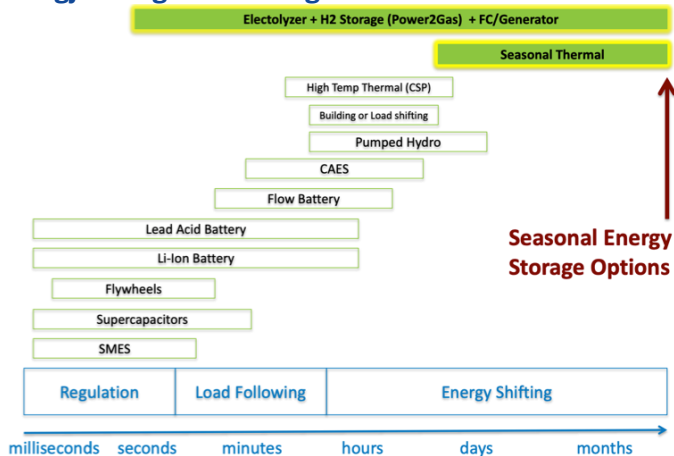 Electolyzer + H2 Storage (Power2Gas) + FC/Generator
Seasonal Thermal
High Temp Thermal (CSP)
Building or Load shifting
Pumped Hydro
CAES
Flow Battery
Lead Acid Battery
Li-Ion Battery
Flywheels
Supercapacitors
SMES
Seasonal Energy
Storage Options
Regulation Load Following Energy Shifting
milliseconds seconds minutes hours days months